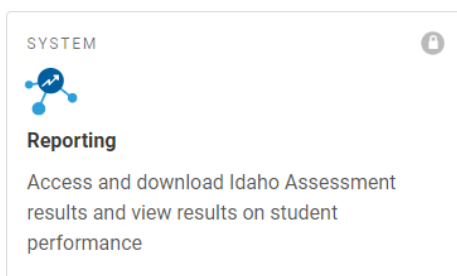 SYSTEM
Reporting
Access and download Idaho Assessment
results and view results on student
performance